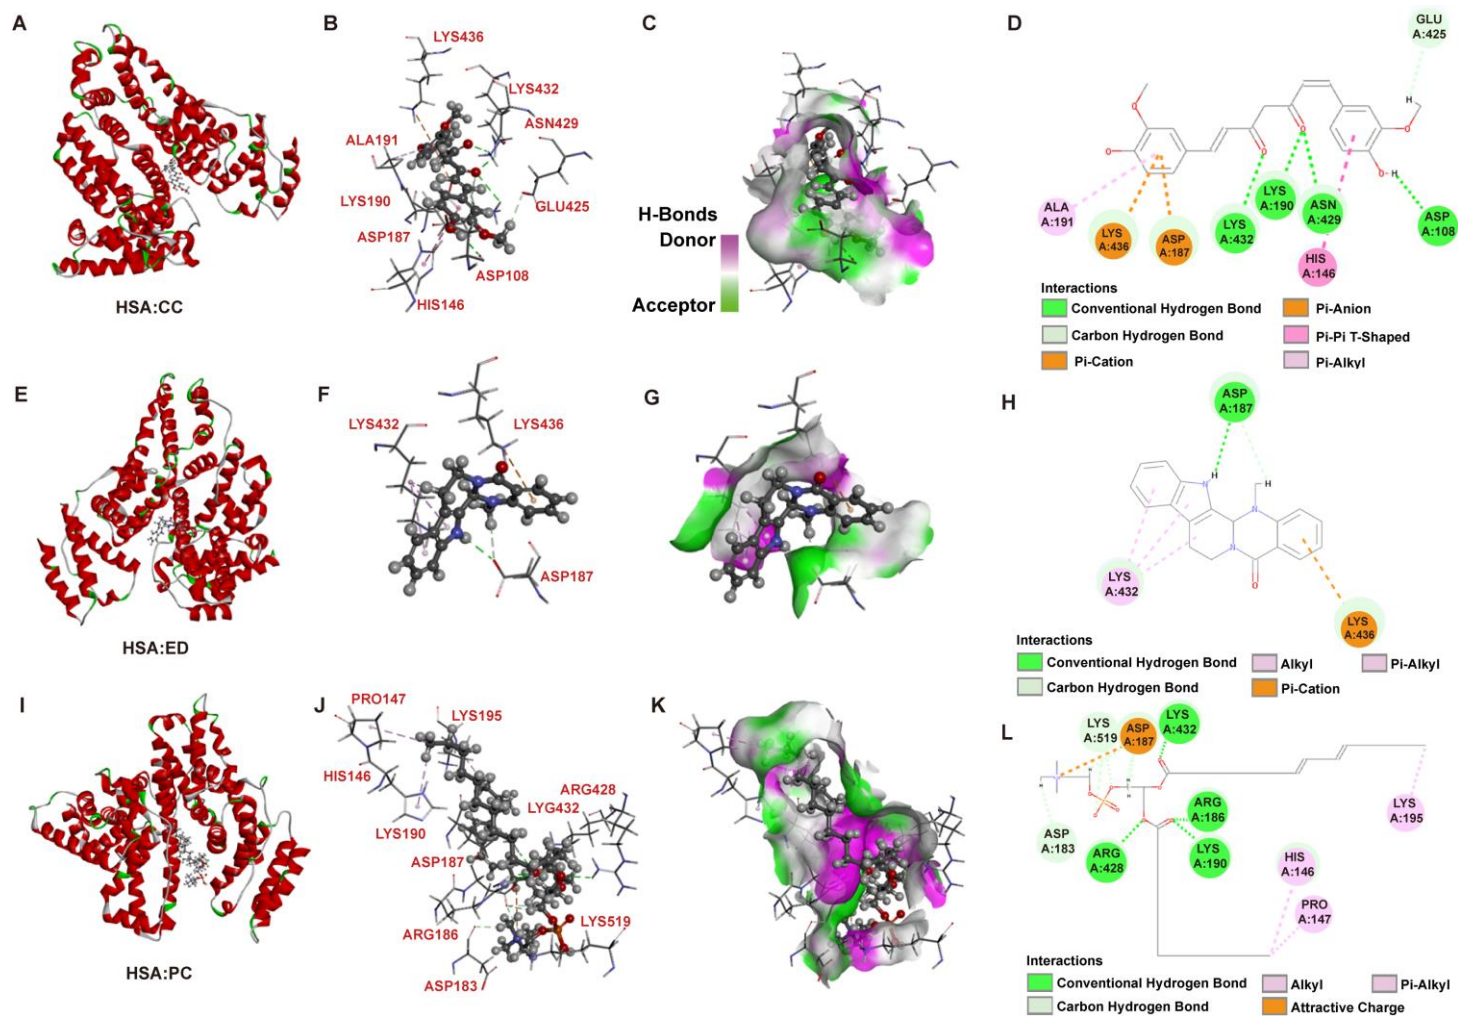 A
HSA:CC
B
LYS436
LYS432
ASN429
ALA191
LYS190
GLU425
ASP187
ASP108
HIS146
C
H-Bonds
Donor
Acceptor
D
GLU
A:425
ALA
A:191
LYS
A:436
ASP
A:187
LYS
A:432
LYS
A:190
ASN
A:429
HIS
A:146
ASP
A:108
H
H
Interactions
Conventional Hydrogen Bond
Carbon Hydrogen Bond
Pi-Cation
Pi-Anion
Pi-Pi T-Shaped
Pi-Alkyl
E
HSA:ED
F
LYS432
LYS436
ASP187
G
H
ASP
A:187
H
H
LYS
A:432
LYS
A:436
Interactions
Conventional Hydrogen Bond
Carbon Hydrogen Bond
Alkyl
Pi-Cation
Pi-Alkyl
I
HSA:PC
J
PRO147
LYS195
HIS146
ARG428
LYG432
LYS190
ASP187
ARG186
LYS519
ASP183
K
L
LYS
A:519
ASP
A:187
LYS
A:432
ASP
A:183
ARG
A:428
ARG
A:186
LYS
A:190
LYS
A:195
HIS
A:146
PRO
A:147
Interactions
Conventional Hydrogen Bond
Carbon Hydrogen Bond
Alkyl
Attractive Charge
Pi-Alkyl